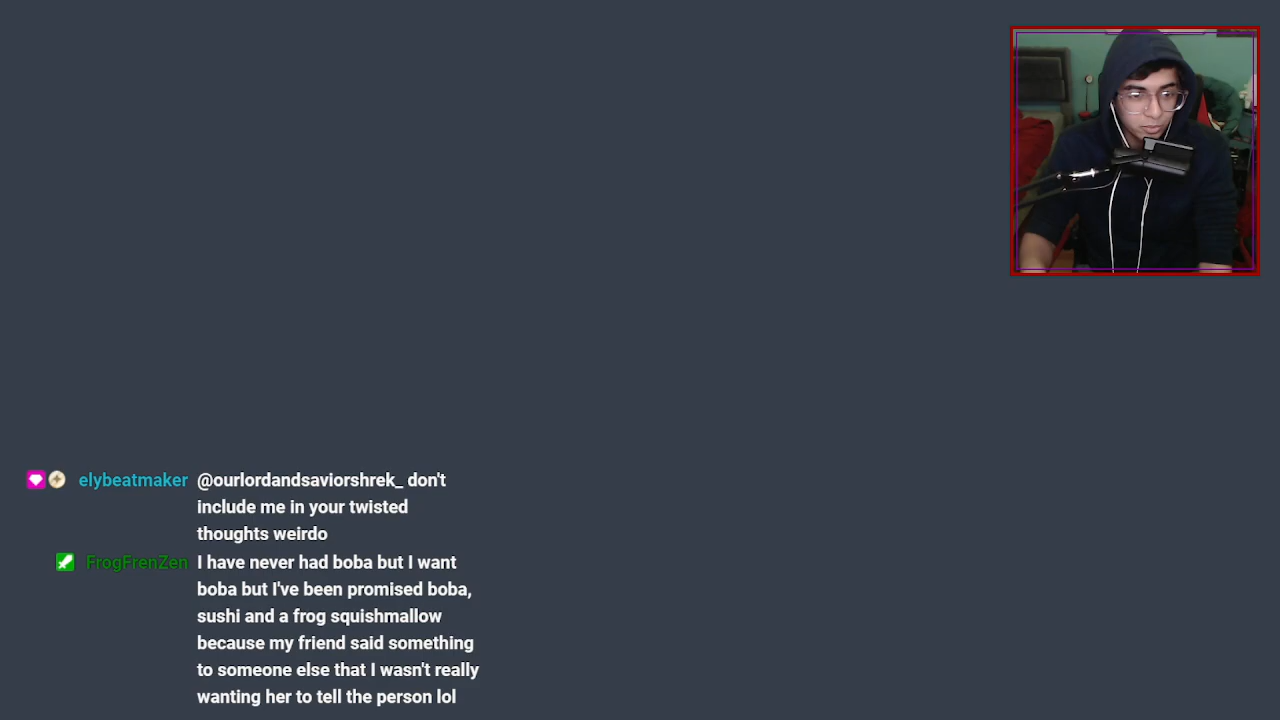 elybeatmaker @ourlordandsaviorshrek_ don't
include me in your twisted
thoughts weirdo
FrogFrenZen I have never had boba but I want
boba but I've been promised boba,
sushi and a frog squishmallow
because my friend said something
to someone else that I wasn't really
wanting her to tell the person lol